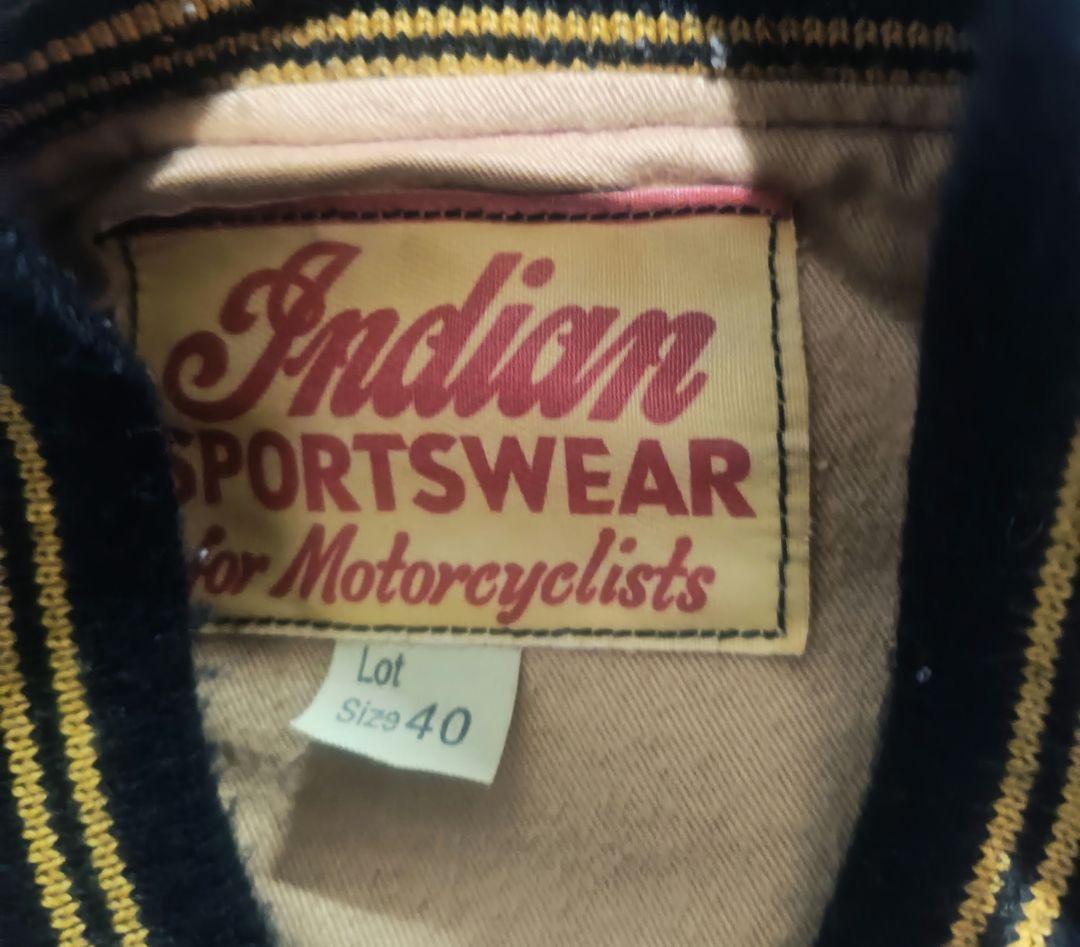 Indian
SPORTSWEAR
for Motorcyclists
Lot
Size 40